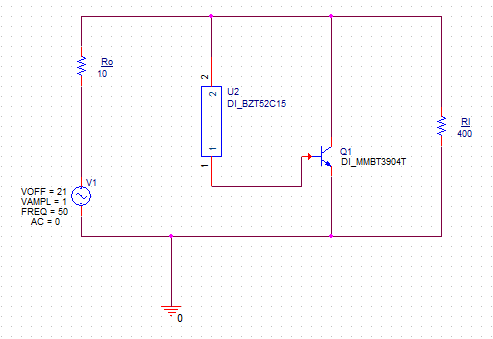 Ro
10
2
2
U2
DI_BZT52C15
1
1
Q1
DI_MMBT3904T
Rl
400
V1
VOFF = 21
VAMPL = 1
FREQ = 50
AC = 0
0